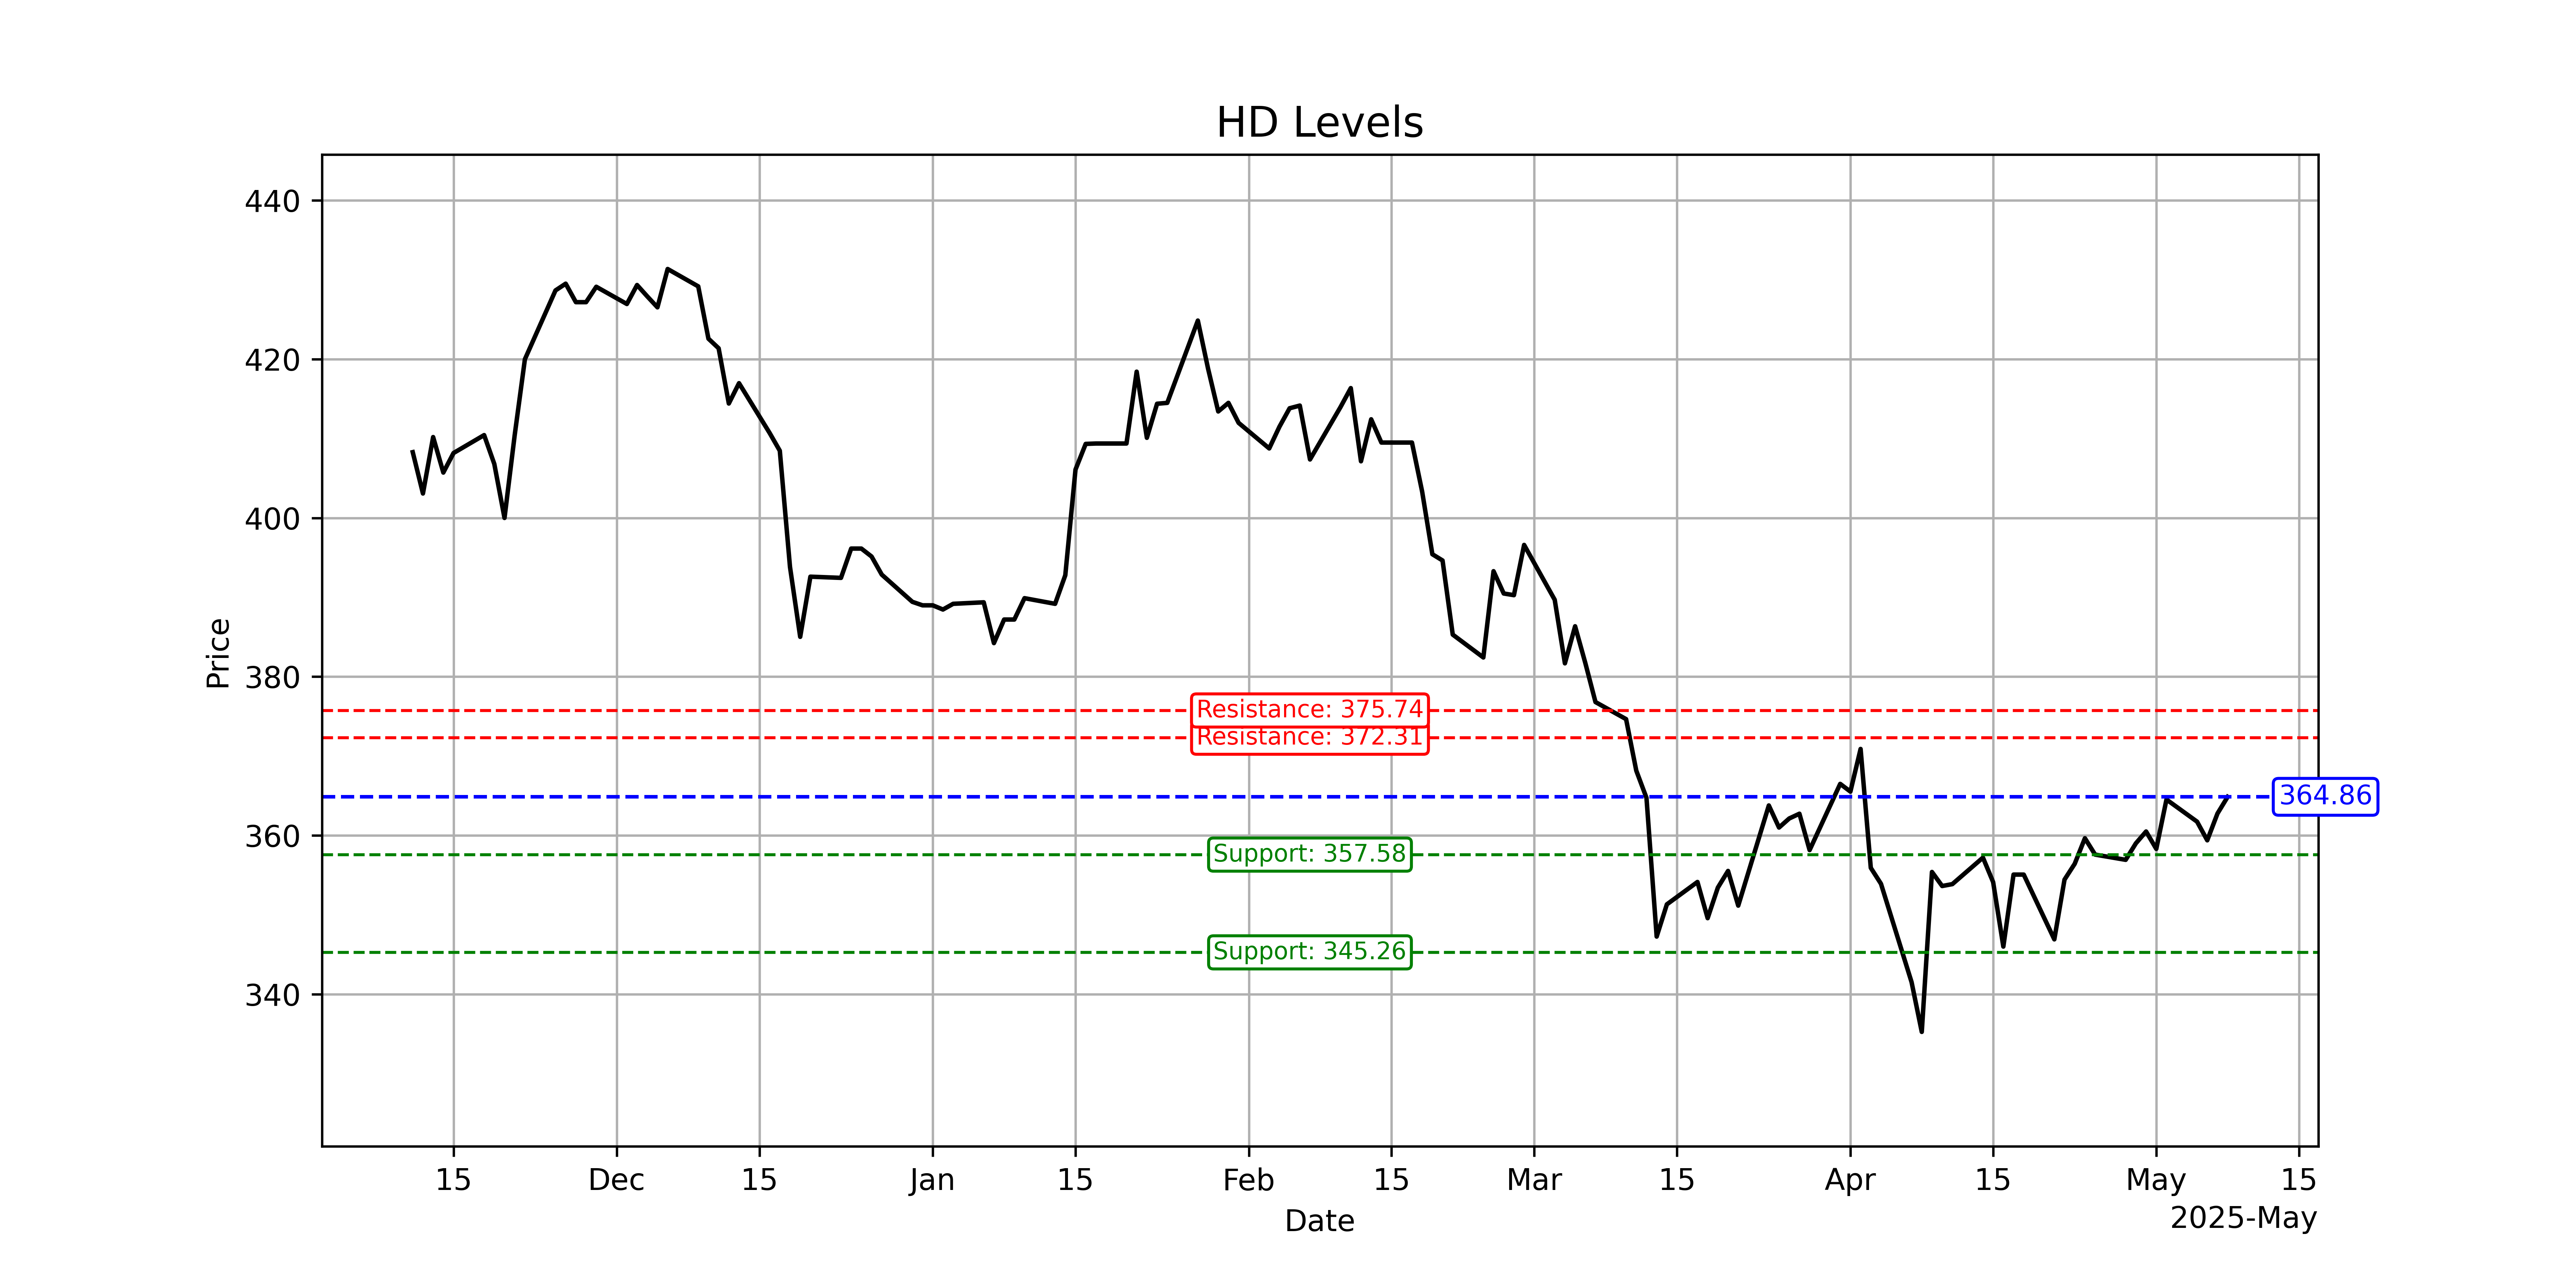 HD Levels
440
420
400
380
360
340
Price
Resistance: 375.74
Resistance: 372.31
364.86
Support: 357.58
Support: 345.26
15 Dec 15 Jan 15 Feb 15 Mar 15 Apr 15 May 15
Date
2025-May